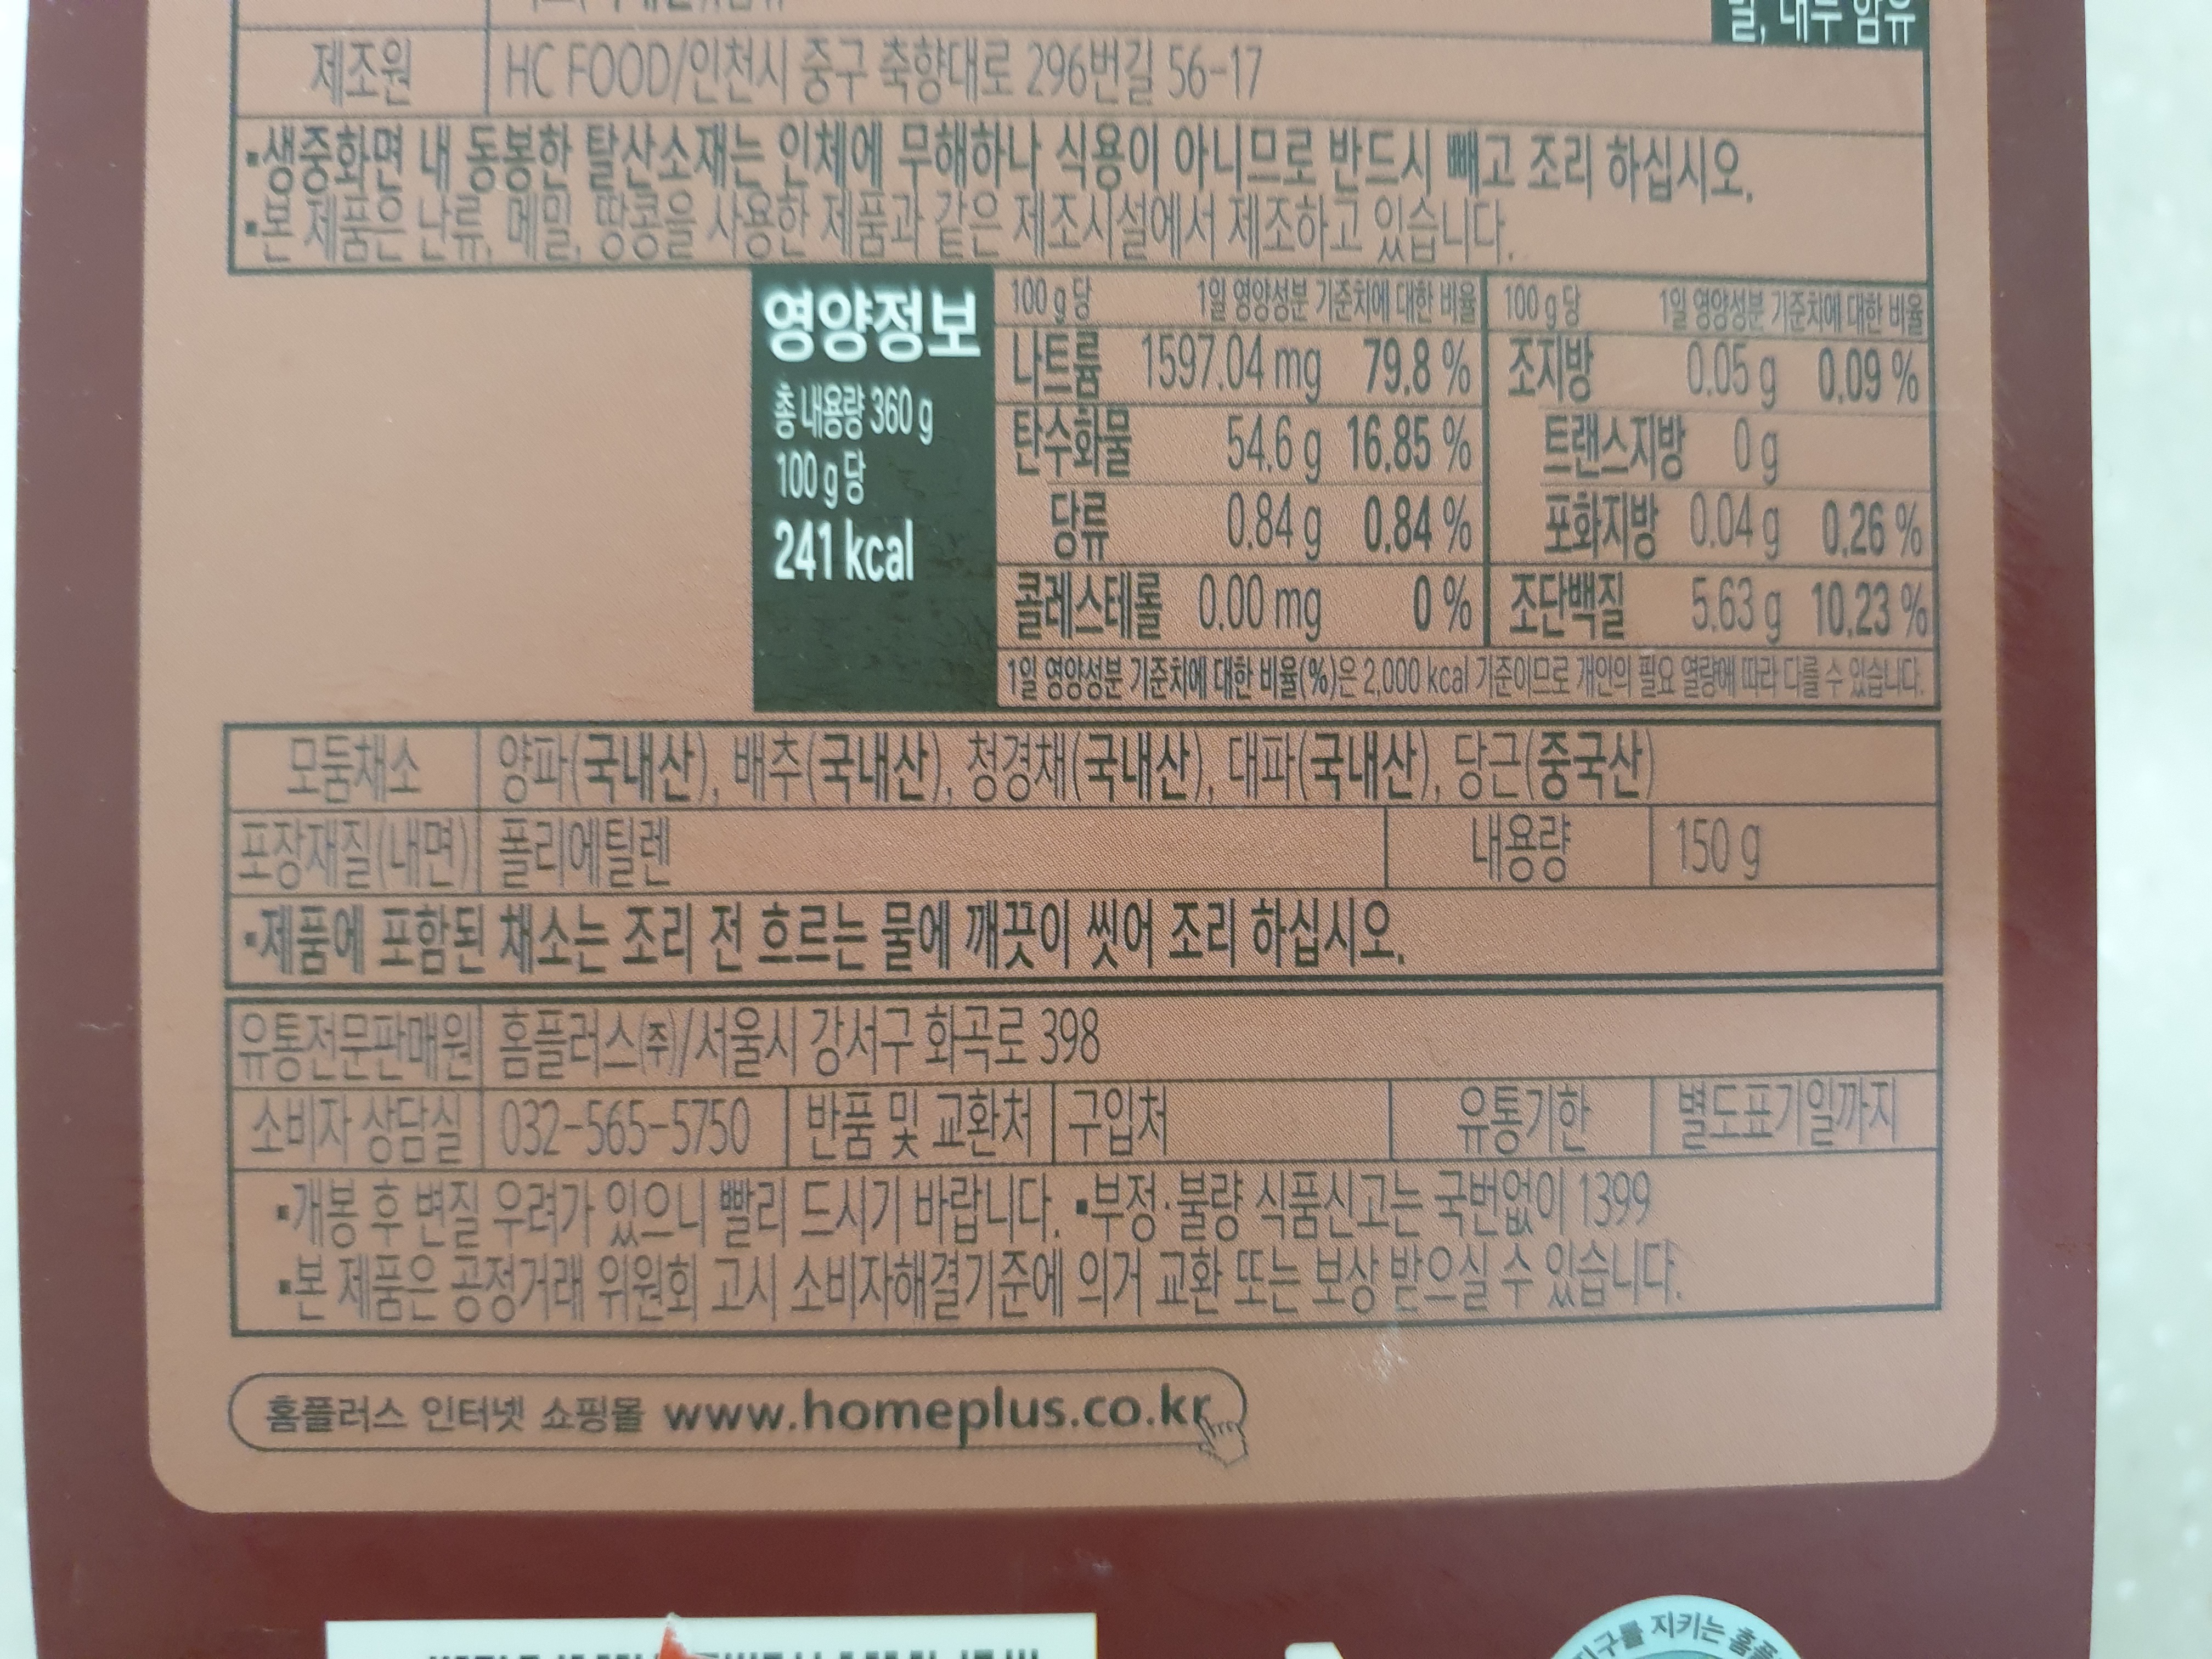 밀, 대두 함유
제조원 HC FOOD/인천시 중구 축항대로 296번길 56-17
▪생중화면 내 동봉한 탈산소재는 인체에 무해하나 식용이 아니므로 반드시 빼고 조리 하십시오.
▪본 제품은 난류, 메밀, 땅콩을 사용한 제품과 같은 제조시설에서 제조하고 있습니다.
영양정보
총 내용량 360 g
100 g당
241 kcal
100 g당 1일 영양성분 기준치에 대한 비율
나트륨 1597.04 mg 79.8 %
탄수화물 54.6 g 16.85 %
당류 0.84 g 0.84 %
콜레스테롤 0.00 mg 0 %
100 g당 1일 영양성분 기준치에 대한 비율
조지방 0.05 g 0.09 %
트랜스지방 0 g
포화지방 0.04 g 0.26 %
조단백질 5.63 g 10.23 %
1일 영양성분 기준치에 대한 비율(%)은 2,000 kcal 기준이므로 개인의 필요 열량에 따라 다를 수 있습니다.
모둠채소 양파(국내산), 배추(국내산), 청경채(국내산), 대파(국내산), 당근(중국산)
포장재질(내면) 폴리에틸렌 내용량 150 g
▪제품에 포함된 채소는 조리 전 흐르는 물에 깨끗이 씻어 조리 하십시오.
유통전문판매원 홈플러스㈜/서울시 강서구 화곡로 398
소비자 상담실 032-565-5750 반품 및 교환처 구입처 유통기한 별도표기일까지
▪개봉 후 변질 우려가 있으니 빨리 드시기 바랍니다. ▪부정·불량 식품신고는 국번없이 1399
▪본 제품은 공정거래 위원회 고시 소비자해결기준에 의거 교환 또는 보상 받으실 수 있습니다.
홈플러스 인터넷 쇼핑몰 www.homeplus.co.kr
지구를 지키는 홈플